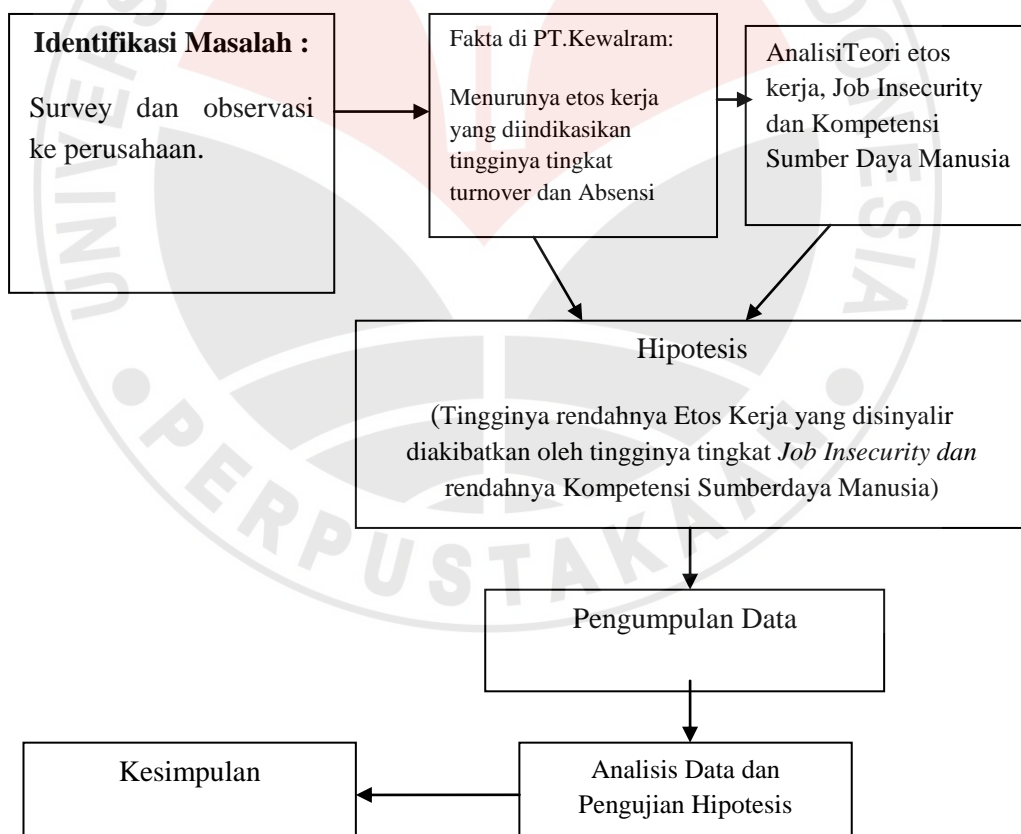 Identifikasi Masalah :
Survey dan observasi
ke perusahaan.
Fakta di PT.Kewalram:
Menurunya etos kerja
yang diindikasikan
tingginya tingkat
turnover dan Absensi
AnalisiTeori etos
kerja, Job Insecurity
dan Kompetensi
Sumber Daya Manusia
Hipotesis
(Tingginya rendahnya Etos Kerja yang disinyalir
diakibatkan oleh tingginya tingkat Job Insecurity dan
rendahnya Kompetensi Sumberdaya Manusia)
Pengumpulan Data
Analisis Data dan
Pengujian Hipotesis
Kesimpulan
PERPUSTAKAAN